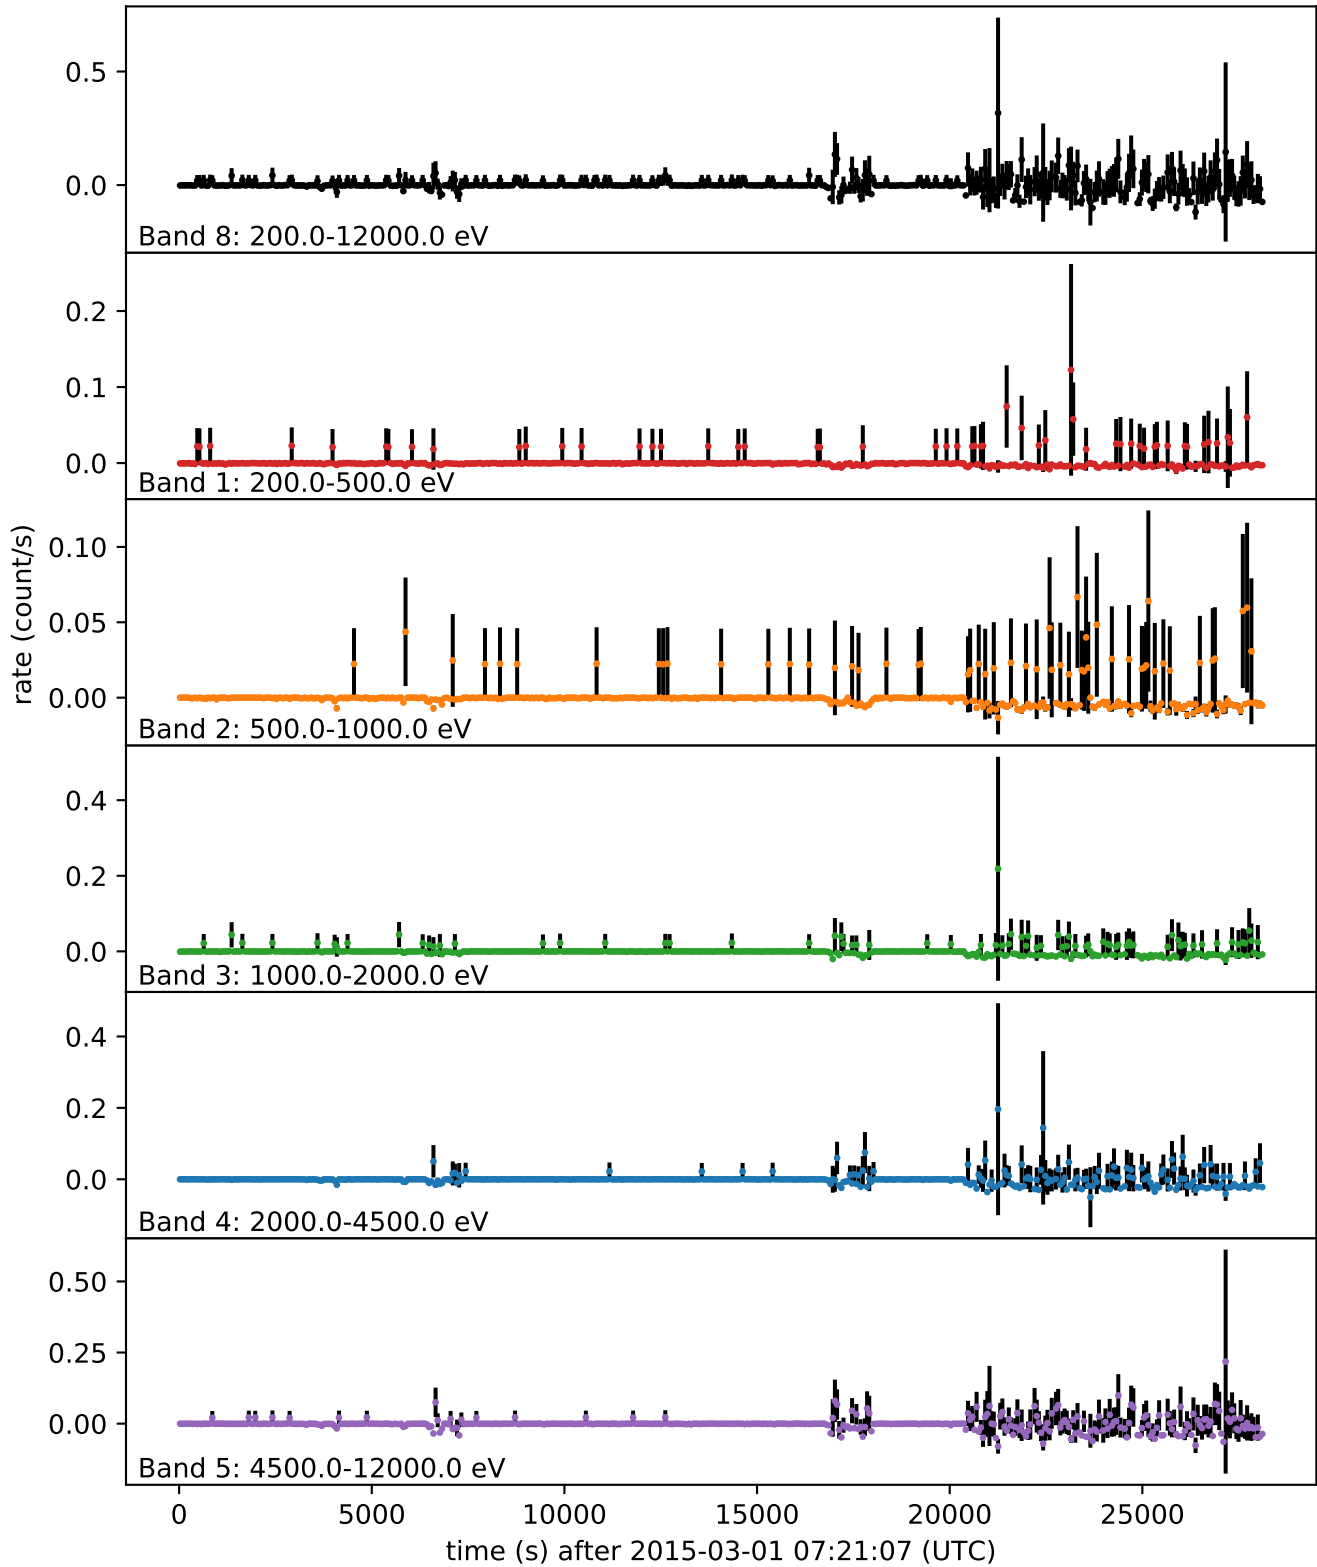 0.5
0.0
Band 8: 200.0-12000.0 eV
0.2
0.1
0.0
Band 1: 200.0-500.0 eV
rate (count/s)
0.10
0.05
0.00
Band 2: 500.0-1000.0 eV
0.4
0.2
0.0
Band 3: 1000.0-2000.0 eV
0.4
0.2
0.0
Band 4: 2000.0-4500.0 eV
0.50
0.25
0.00
Band 5: 4500.0-12000.0 eV
0 5000 10000 15000 20000 25000
time (s) after 2015-03-01 07:21:07 (UTC)